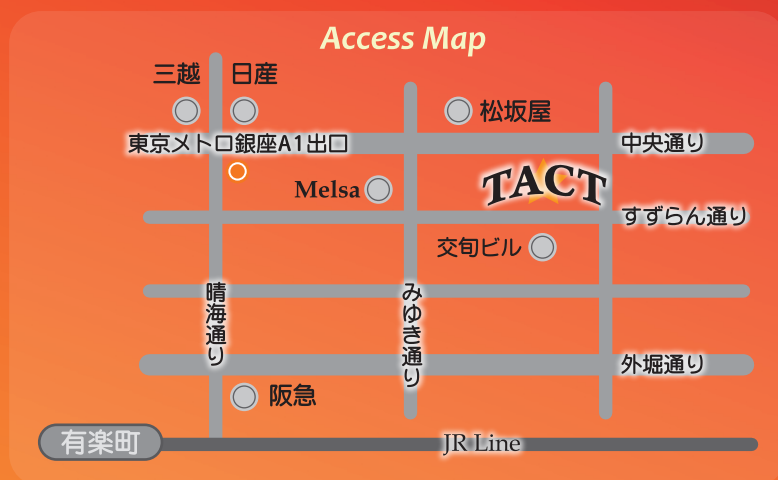 Access Map
三越
日産
松坂屋
東京メトロ銀座A1出口
中央通り
Melsa
TACT
すずらん通り
交旬ビル
晴海通り
みゆき通り
外堀通り
阪急
有楽町
JR Line